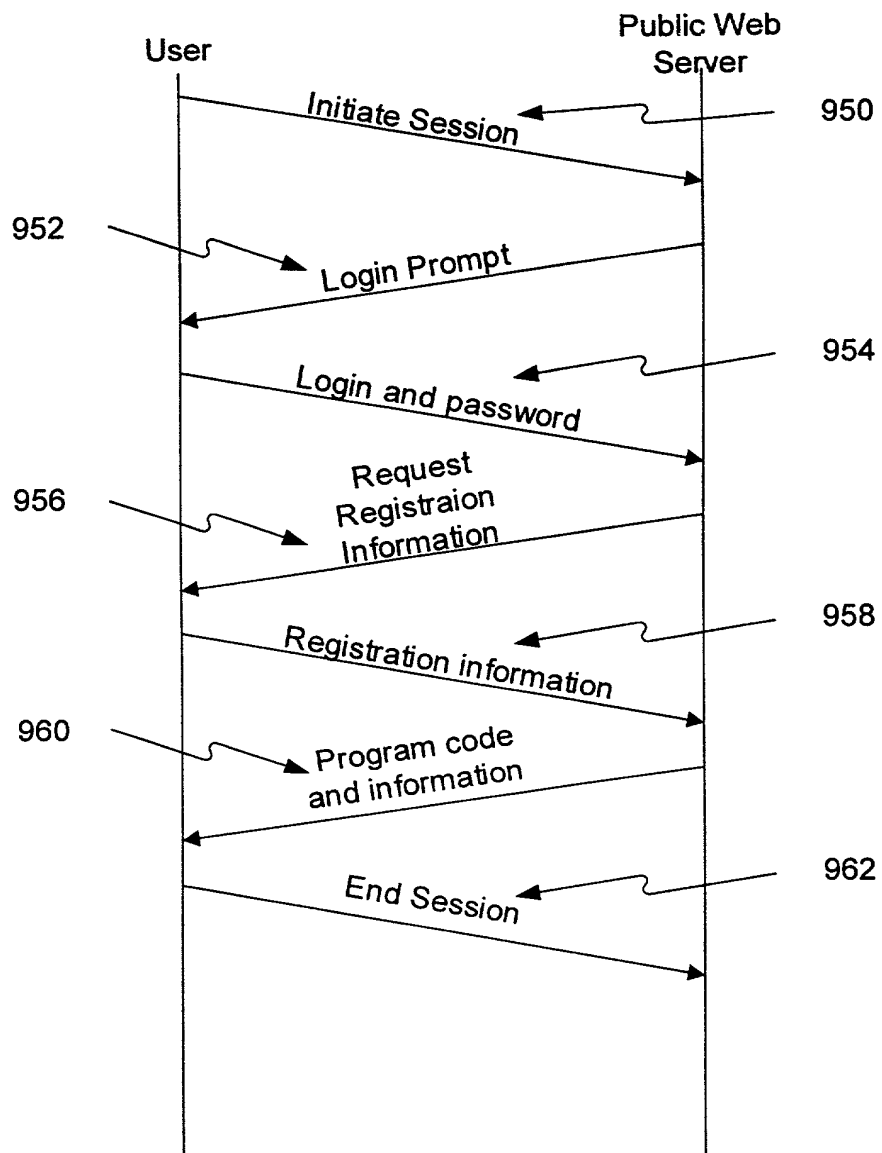 User
Public Web
Server
Initiate Session
950
952
Login Prompt
954
Login and password
956
Request
Registraion
Information
958
Registration information
960
Program code
and information
962
End Session